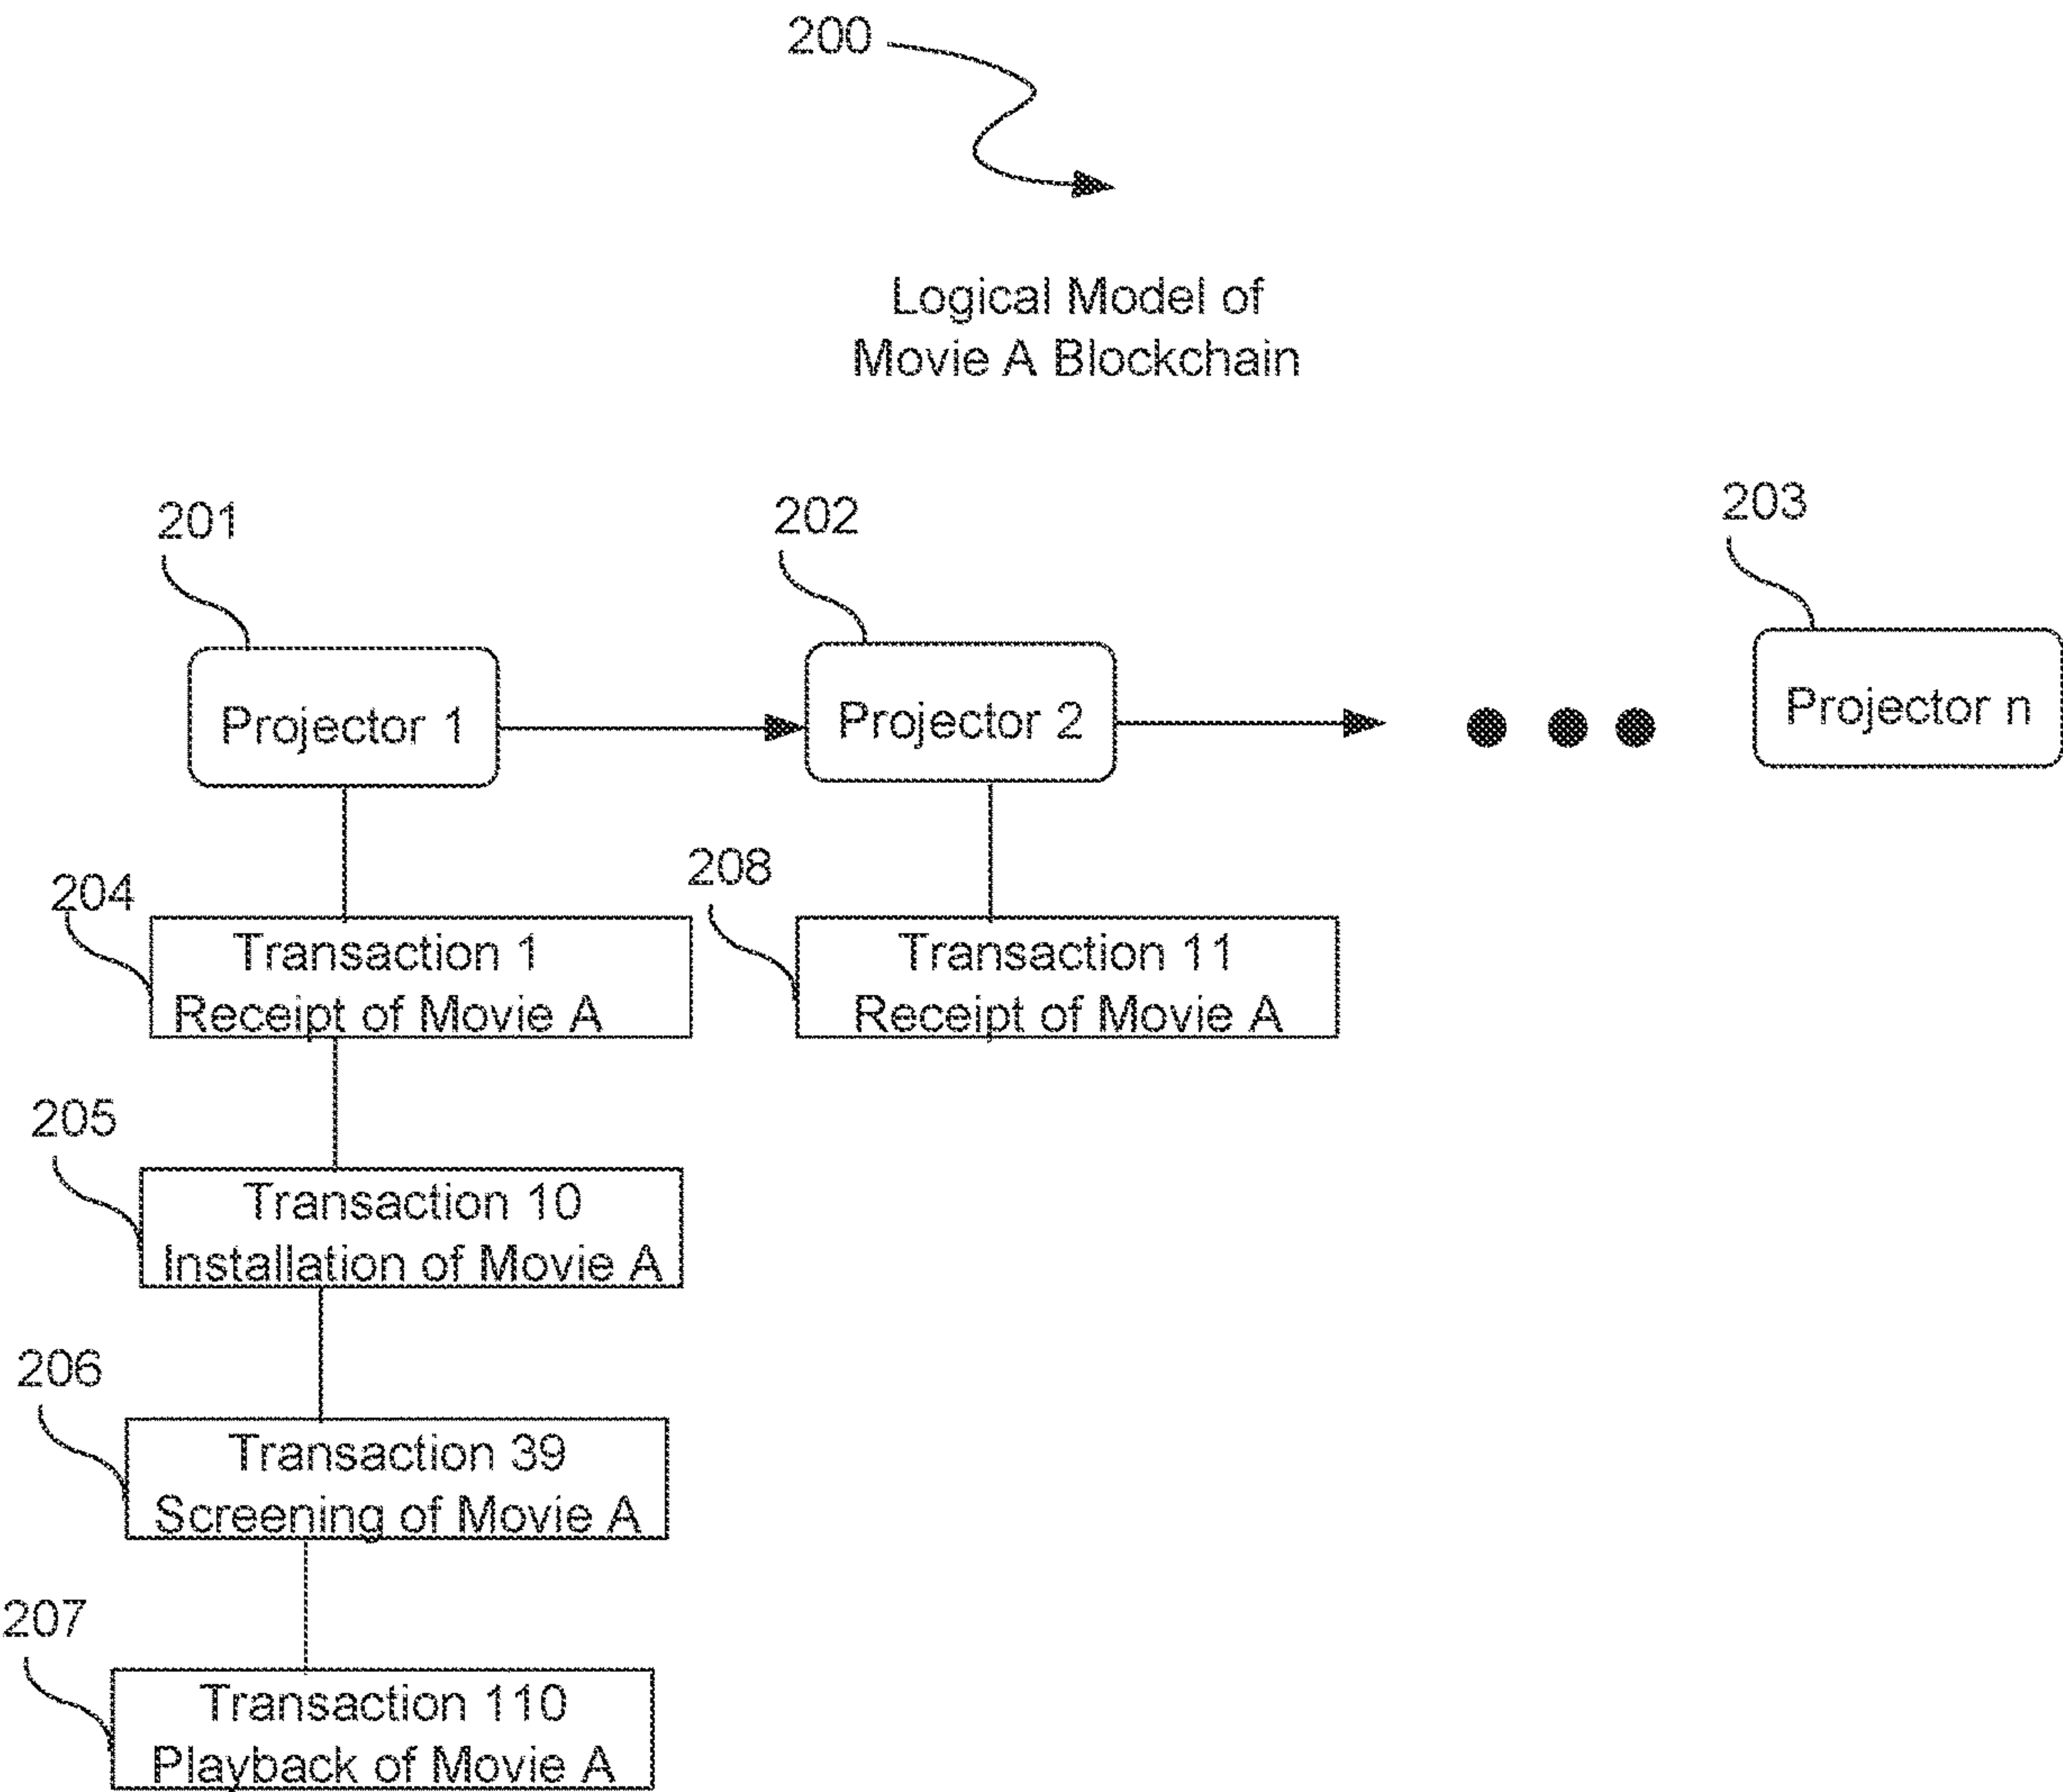 200
Logical Model of
Movie A Blockchain
201
202
203
Projector 1
Projector 2
Projector n
204
208
Transaction 1
Receipt of Movie A
Transaction 11
Receipt of Movie A
205
Transaction 10
Installation of Movie A
206
Transaction 39
Screening of Movie A
207
Transaction 110
Playback of Movie A